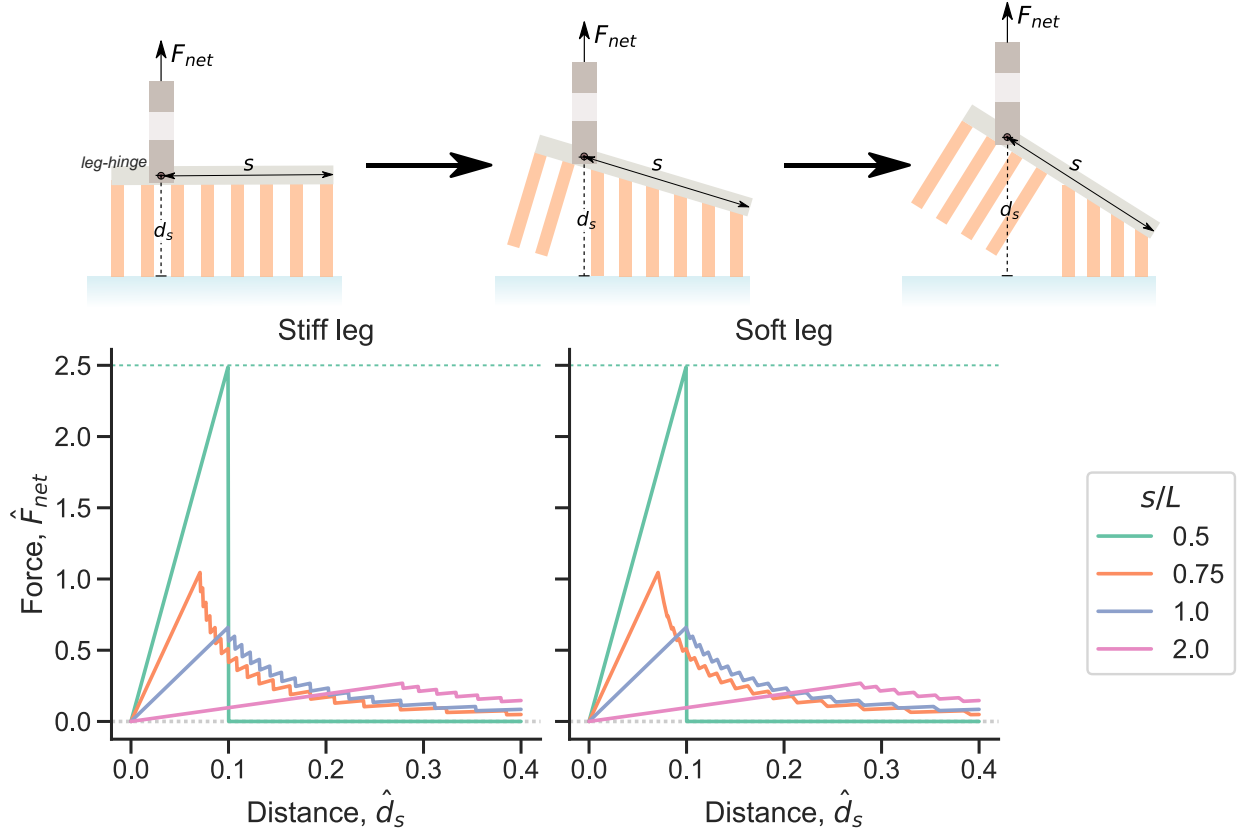 F_net
F_net
F_net
leg-hinge
s
s
s
d_s
d_s
d_s
Stiff leg
Soft leg
Force, F̂_net
2.5
2.0
1.5
1.0
0.5
0.0
0.0 0.1 0.2 0.3 0.4
0.0 0.1 0.2 0.3 0.4
Distance, d̂_s
Distance, d̂_s
s/L
0.5
0.75
1.0
2.0